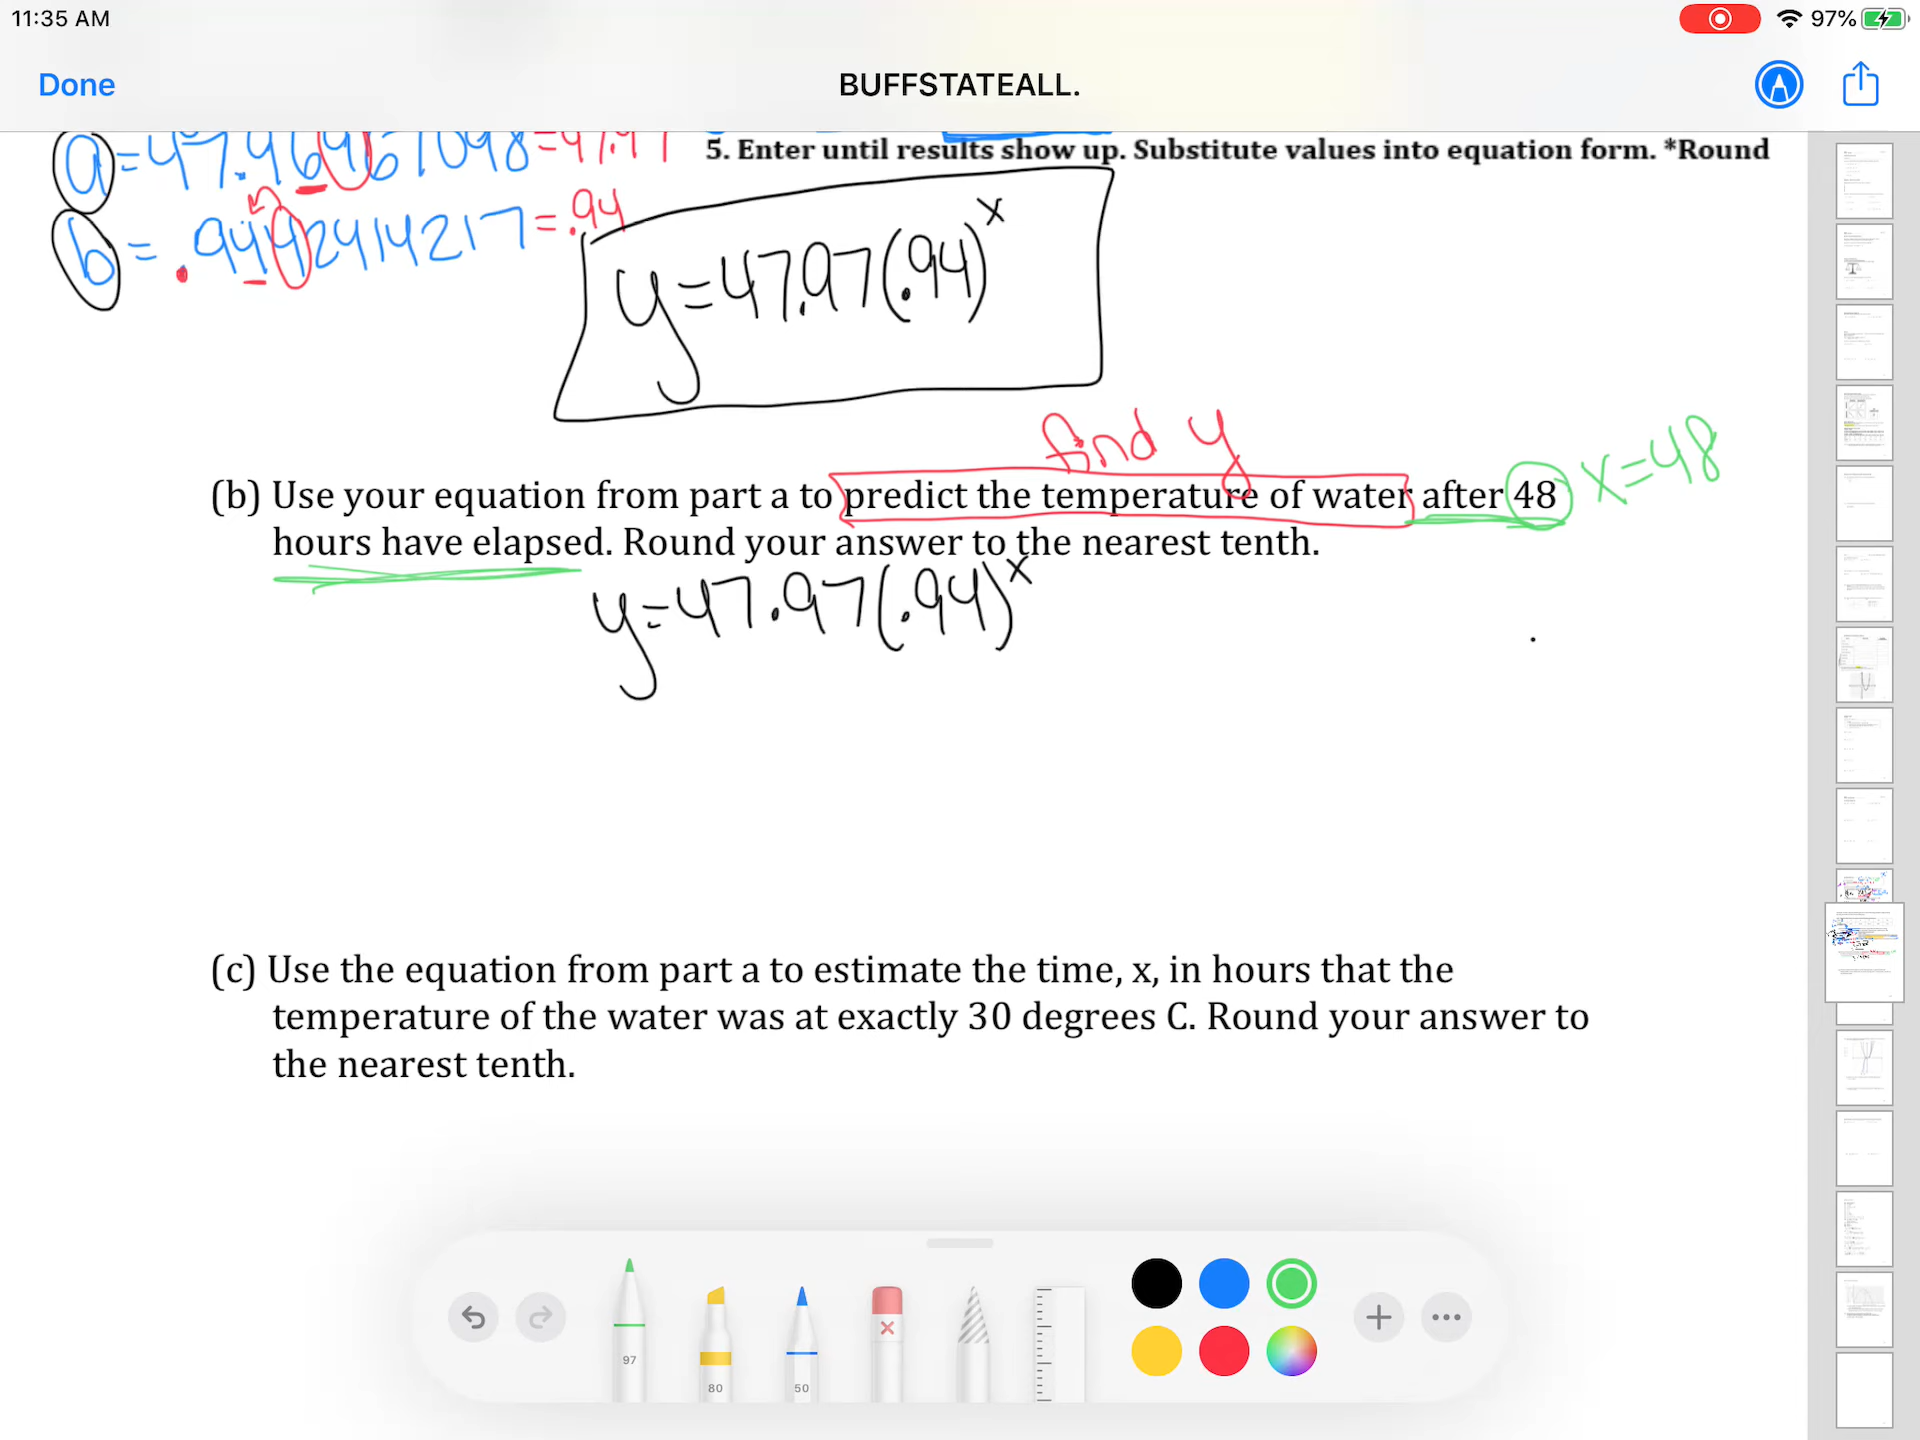 11:35 AM
97%
Done
BUFFSTATEALL.
a=47.96467098=47.97
5. Enter until results show up. Substitute values into equation form. *Round
b=.9442414217=.94
y=47.97(.94)^x
find y
x=48
(b) Use your equation from part a to predict the temperature of water after 48
hours have elapsed. Round your answer to the nearest tenth.
y=47.97(.94)^x
(c) Use the equation from part a to estimate the time, x, in hours that the
temperature of the water was at exactly 30 degrees C. Round your answer to
the nearest tenth.
97
80
50